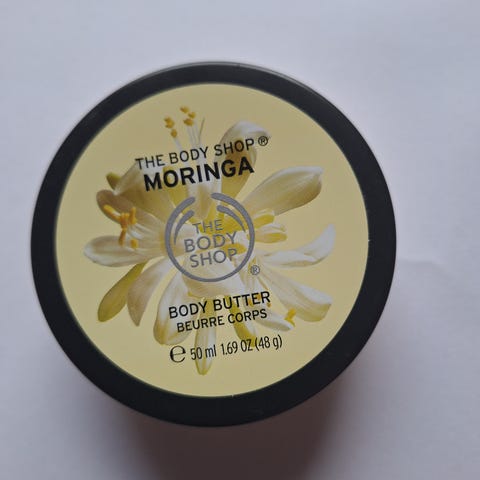 THE BODY SHOP®
MORINGA
THE
BODY
SHOP®
BODY BUTTER
BEURRE CORPS
℮ 50 ml 1.69 OZ (48 g)